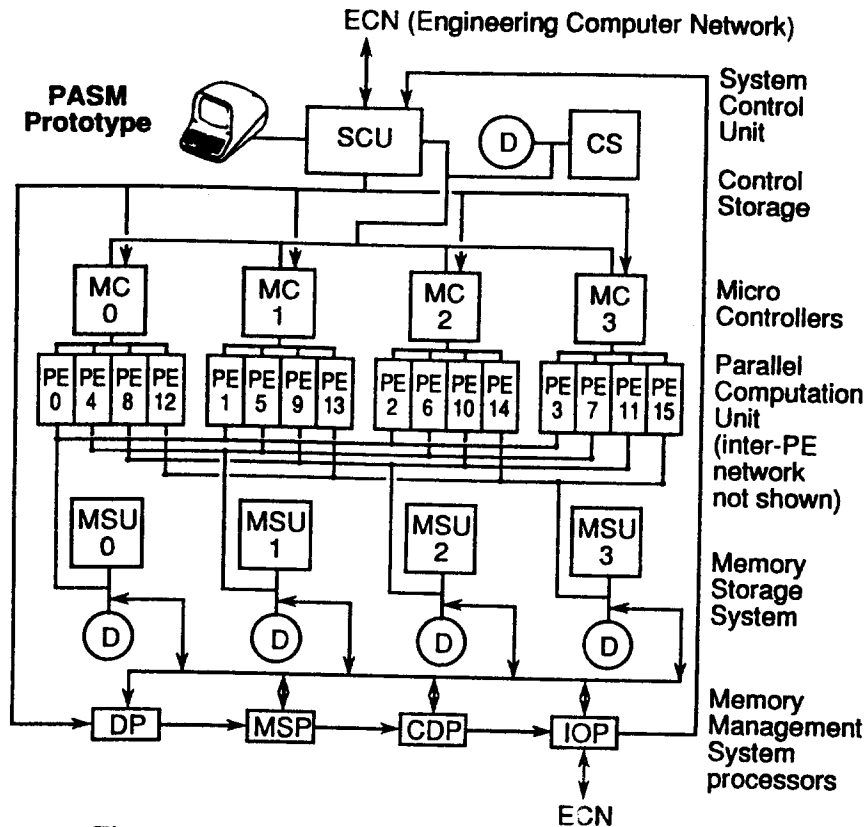 ECN (Engineering Computer Network)
PASM
Prototype
SCU
D
CS
System
Control
Unit
Control
Storage
MC
0
MC
1
MC
2
MC
3
Micro
Controllers
PE
0
PE
4
PE
8
PE
12
PE
1
PE
5
PE
9
PE
13
PE
2
PE
6
PE
10
PE
14
PE
3
PE
7
PE
11
PE
15
Parallel
Computation
Unit
(inter-PE
network
not shown)
MSU
0
MSU
1
MSU
2
MSU
3
Memory
Storage
System
D
D
D
D
DP
MSP
CDP
IOP
Memory
Management
System
processors
ECN